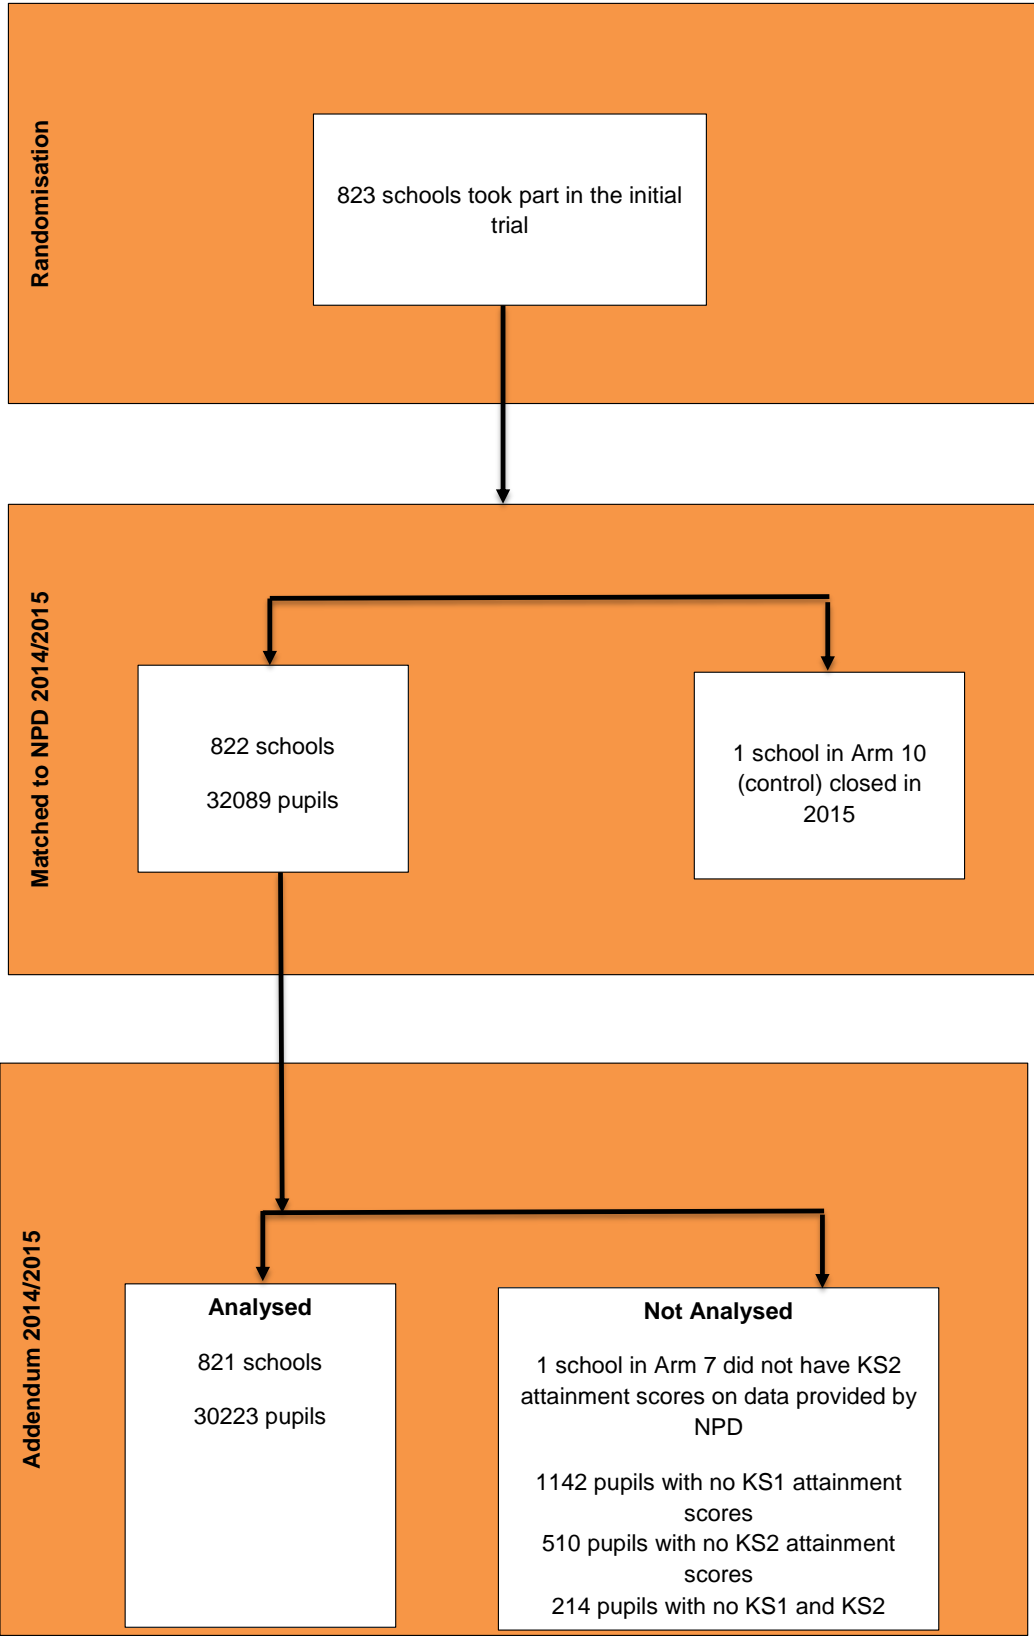 Randomisation
823 schools took part in the initial
trial
Matched to NPD 2014/2015
822 schools
32089 pupils
1 school in Arm 10
(control) closed in
2015
Addendum 2014/2015
Analysed
821 schools
30223 pupils
Not Analysed
1 school in Arm 7 did not have KS2
attainment scores on data provided by
NPD
1142 pupils with no KS1 attainment
scores
510 pupils with no KS2 attainment
scores
214 pupils with no KS1 and KS2